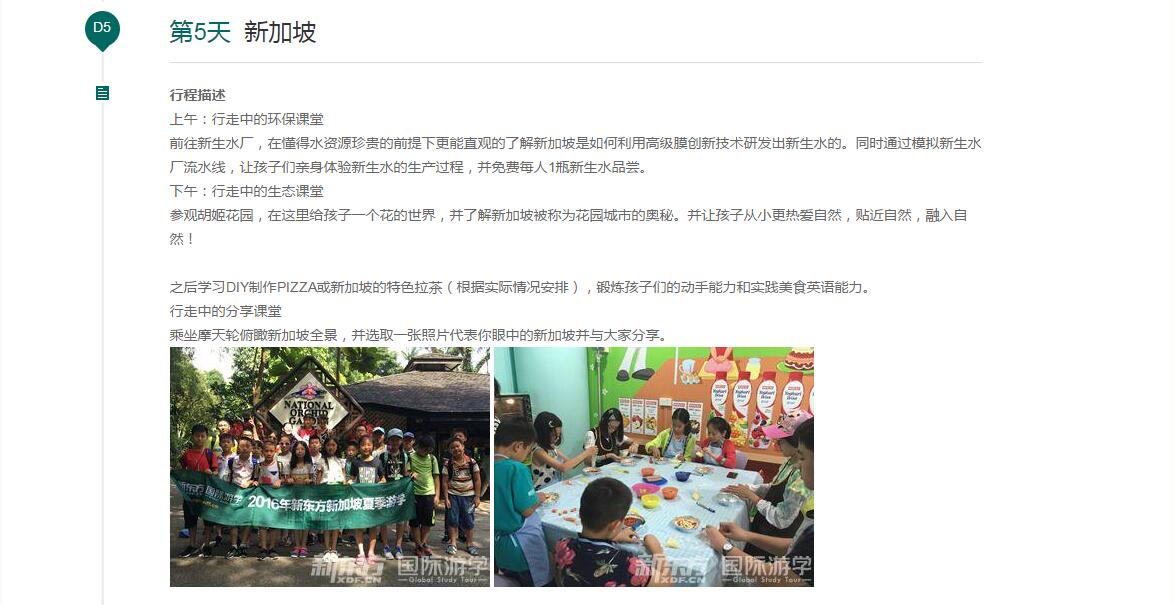 D5
第5天 新加坡
行程描述
上午：行走中的环保课堂
前往新生水厂，在懂得水资源珍贵的前提下更能直观的了解新加坡是如何利用高级膜创新技术研发出新生水的。同时通过模拟新生水
厂流水线，让孩子们亲身体验新生水的生产过程，并免费每人1瓶新生水品尝。
下午：行走中的生态课堂
参观胡姬花园，在这里给孩子一个花的世界，并了解新加坡被称为花园城市的奥秘。并让孩子从小更热爱自然，贴近自然，融入自
然！
之后学习DIY制作PIZZA或新加坡的特色拉茶（根据实际情况安排），锻炼孩子们的动手能力和实践美食英语能力。
行走中的分享课堂
乘坐摩天轮俯瞰新加坡全景，并选取一张照片代表你眼中的新加坡并与大家分享。
NATIONAL
ORCHID
GARDEN
新东方国际游学 2016年新东方新加坡夏季游学
新东方 国际游学
XDF.CN —Global Study Tour—
新东方 国际游学
XDF.CN —Global Study Tour—